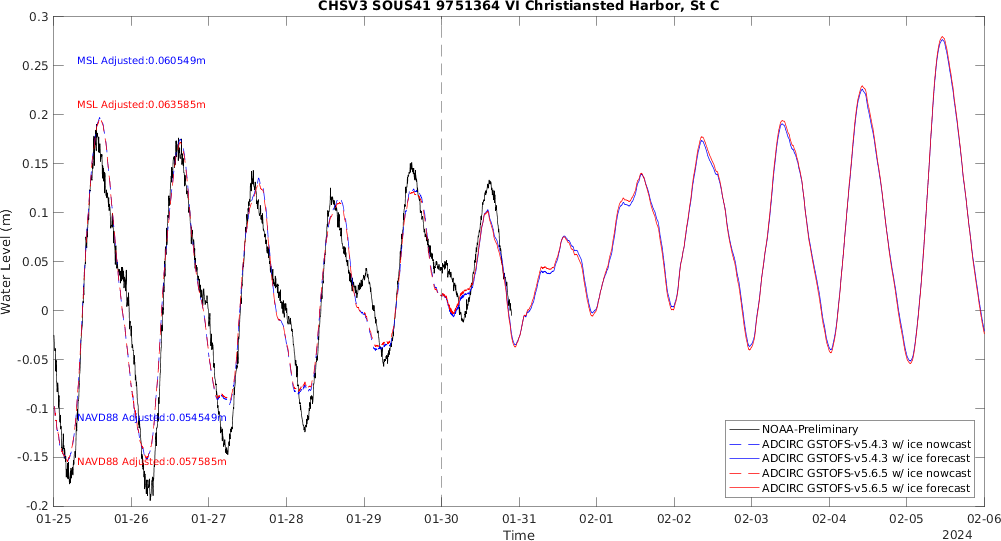 CHSV3 SOUS41 9751364 VI Christiansted Harbor, St C
0.3
0.25
0.2
0.15
0.1
0.05
0
-0.05
-0.1
-0.15
-0.2
Water Level (m)
MSL Adjusted:0.060549m
MSL Adjusted:0.063585m
NAVD88 Adjusted:0.054549m
NAVD88 Adjusted:0.057585m
NOAA-Preliminary
ADCIRC GSTOFS-v5.4.3 w/ ice nowcast
ADCIRC GSTOFS-v5.4.3 w/ ice forecast
ADCIRC GSTOFS-v5.6.5 w/ ice nowcast
ADCIRC GSTOFS-v5.6.5 w/ ice forecast
01-25 01-26 01-27 01-28 01-29 01-30 01-31 02-01 02-02 02-03 02-04 02-05 02-06
Time
2024